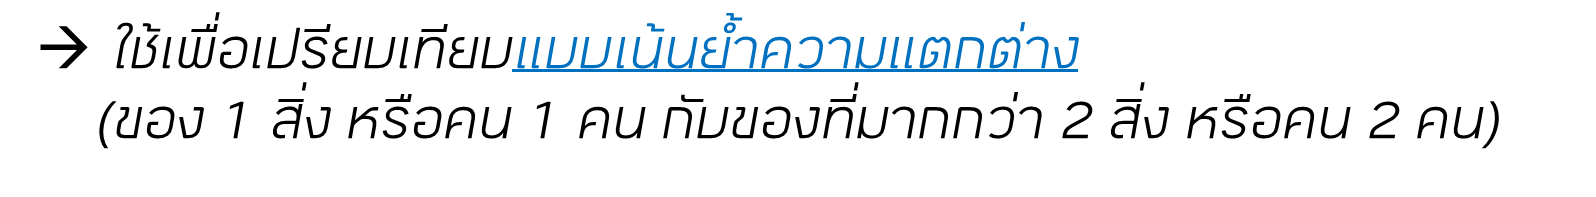 → ใช้เพื่อเปรียบเทียบแบบเน้นย้ำความแตกต่าง
(ของ 1 สิ่ง หรือคน 1 คน กับของที่มากกว่า 2 สิ่ง หรือคน 2 คน)